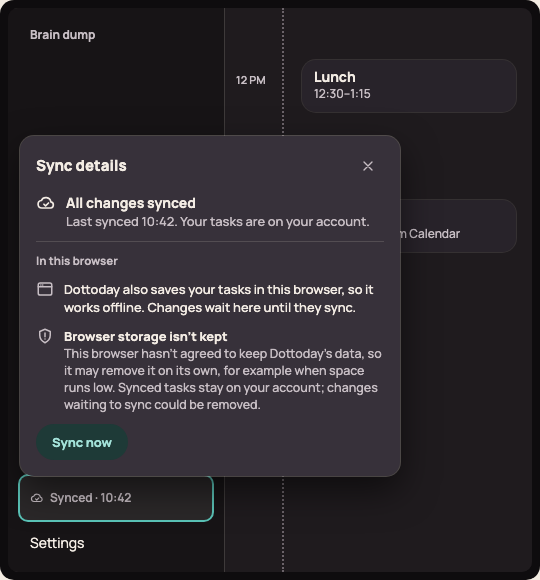 Brain dump
12 PM
Lunch
12:30–1:15
Sync details
All changes synced
Last synced 10:42. Your tasks are on your account.
Calendar
In this browser
Dottoday also saves your tasks in this browser, so it
works offline. Changes wait here until they sync.
Browser storage isn't kept
This browser hasn't agreed to keep Dottoday's data, so
it may remove it on its own, for example when space
runs low. Synced tasks stay on your account; changes
waiting to sync could be removed.
Sync now
Synced · 10:42
Settings